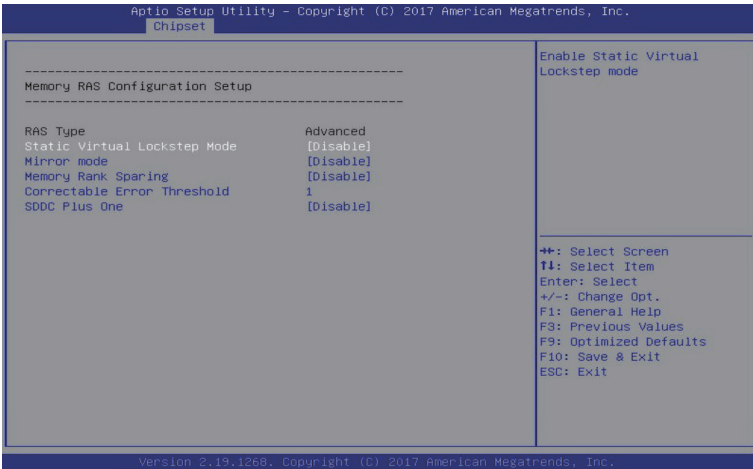 Aptio Setup Utility – Copyright (C) 2017 American Megatrends, Inc.
Chipset
------------------------------------------------
Memory RAS Configuration Setup
------------------------------------------------
RAS Type Advanced
Static Virtual Lockstep Mode [Disable]
Mirror mode [Disable]
Memory Rank Sparing [Disable]
Correctable Error Threshold 1
SDDC Plus One [Disable]
Enable Static Virtual
Lockstep mode
→←: Select Screen
↑↓: Select Item
Enter: Select
+/-: Change Opt.
F1: General Help
F3: Previous Values
F9: Optimized Defaults
F10: Save & Exit
ESC: Exit
Version 2.19.1268. Copyright (C) 2017 American Megatrends, Inc.